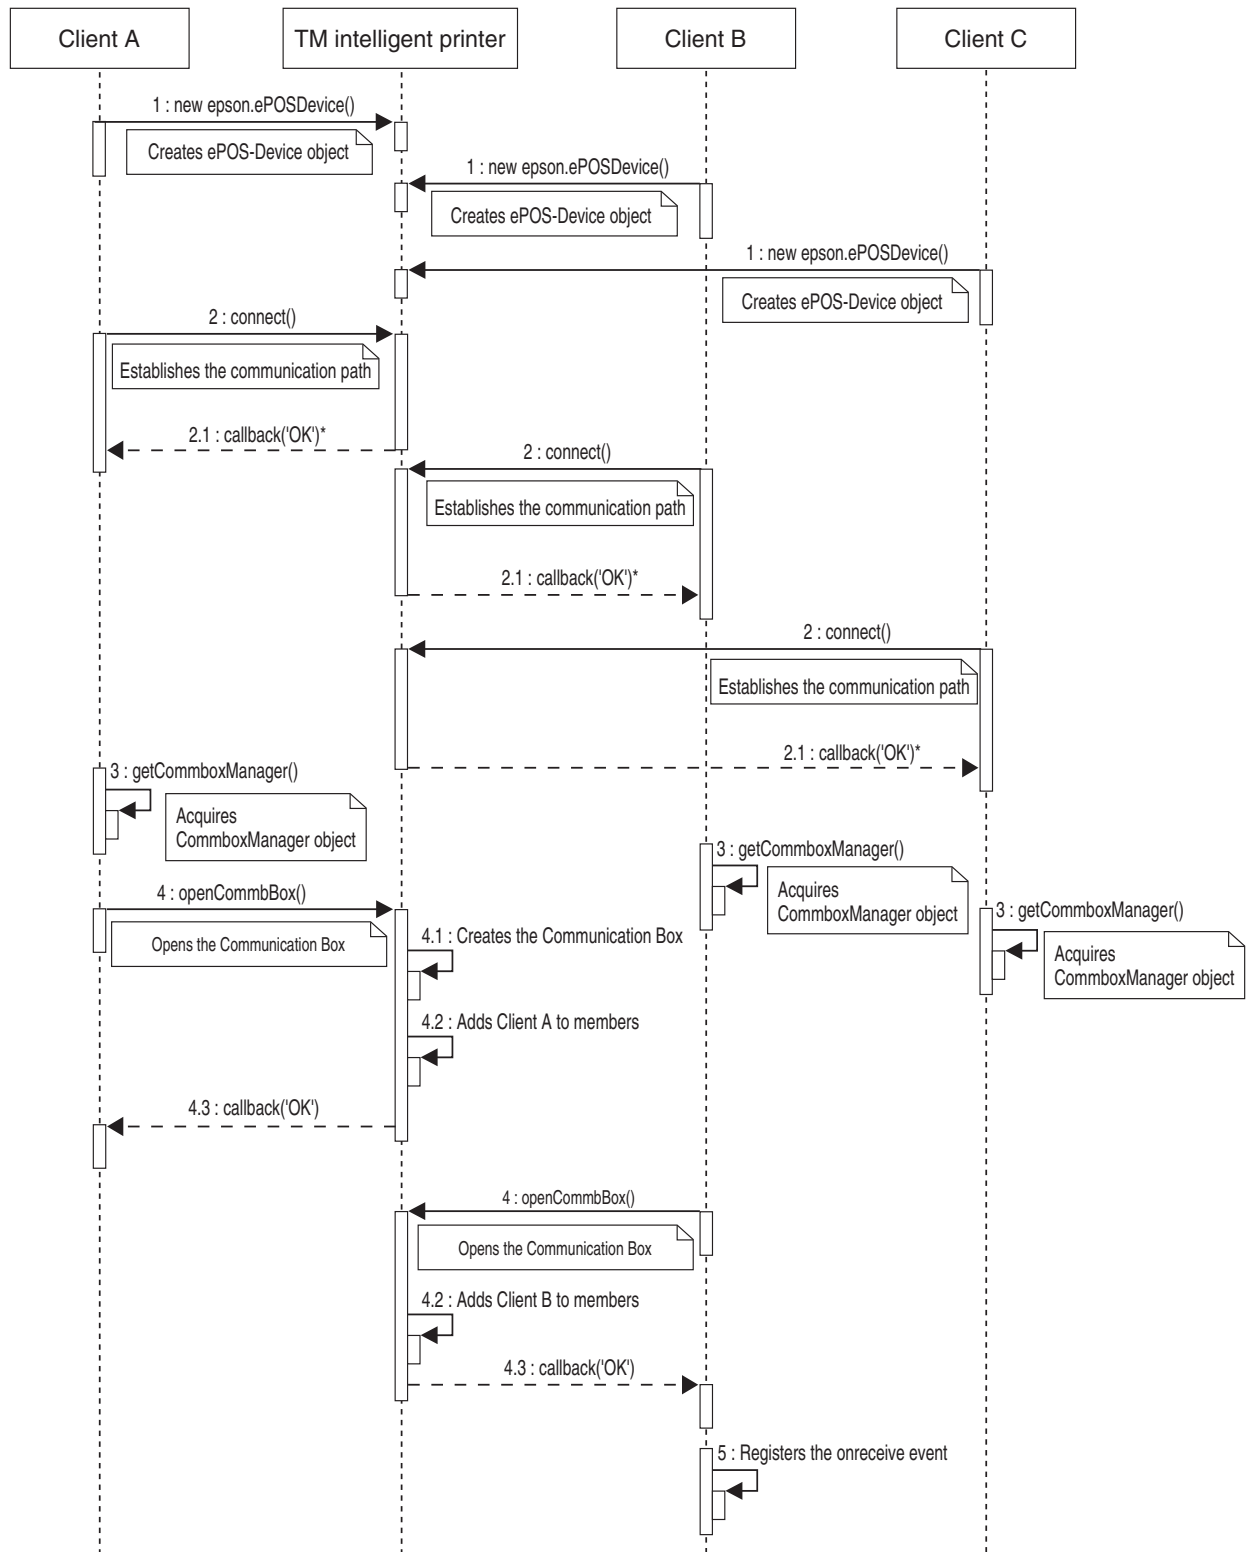 Client A
TM intelligent printer
Client B
Client C
1 : new epson.ePOSDevice()
Creates ePOS-Device object
1 : new epson.ePOSDevice()
Creates ePOS-Device object
1 : new epson.ePOSDevice()
Creates ePOS-Device object
2 : connect()
Establishes the communication path
2.1 : callback('OK')*
2 : connect()
Establishes the communication path
2.1 : callback('OK')*
2 : connect()
Establishes the communication path
2.1 : callback('OK')*
3 : getCommboxManager()
Acquires
CommboxManager object
3 : getCommboxManager()
Acquires
CommboxManager object
4 : openCommbBox()
Opens the Communication Box
3 : getCommboxManager()
Acquires
CommboxManager object
4.1 : Creates the Communication Box
4.2 : Adds Client A to members
4.3 : callback('OK')
4 : openCommbBox()
Opens the Communication Box
4.2 : Adds Client B to members
4.3 : callback('OK')
5 : Registers the onreceive event